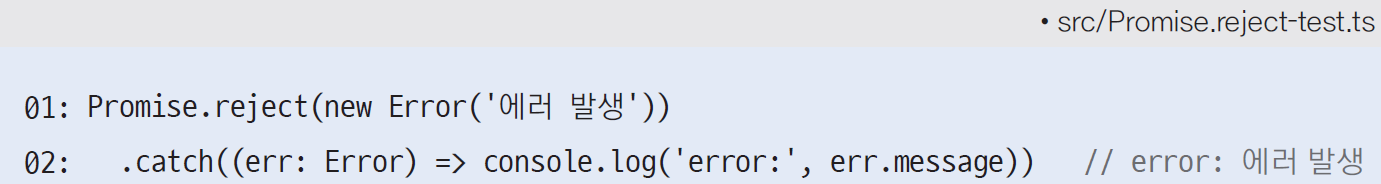 • src/Promise.reject-test.ts
01: Promise.reject(new Error('에러 발생'))
02:   .catch((err: Error) => console.log('error:', err.message))   // error: 에러 발생